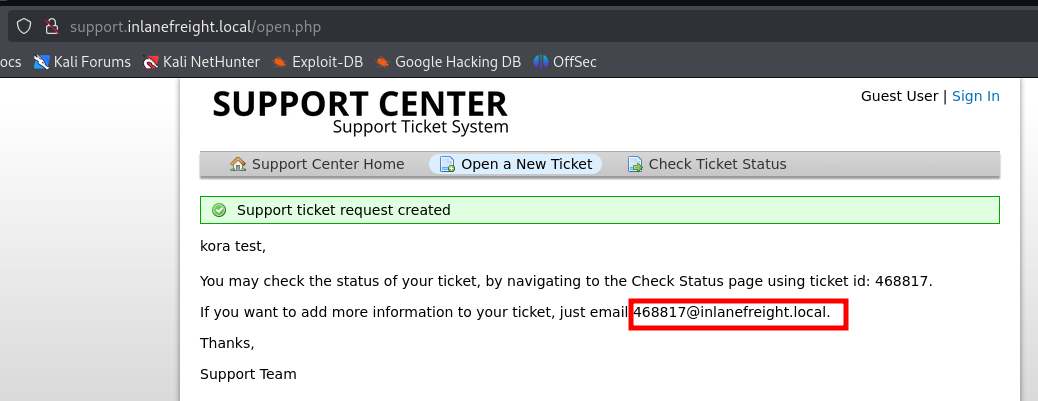 support.inlanefreight.local/open.php
ocs Kali Forums Kali NetHunter Exploit-DB Google Hacking DB OffSec
SUPPORT CENTER
Support Ticket System
Guest User | Sign In
Support Center Home Open a New Ticket Check Ticket Status
Support ticket request created
kora test,
You may check the status of your ticket, by navigating to the Check Status page using ticket id: 468817.
If you want to add more information to your ticket, just email 468817@inlanefreight.local.
Thanks,
Support Team